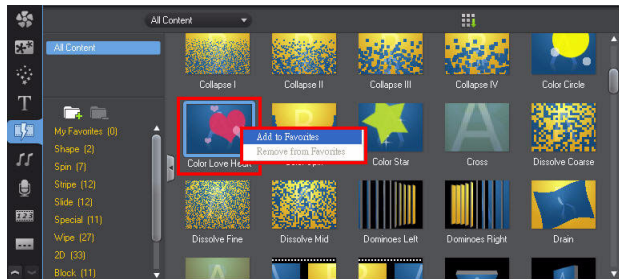 All Content
All Content
My Favorites (0)
Shape (2)
Spin (7)
Stripe (12)
Slide (12)
Special (11)
Wipe (27)
2D (33)
Block (11)
Collapse I
Collapse II
Collapse III
Collapse IV
Color Circle
Color Love Heart
Add to Favorites
Remove from Favorites
Color Star
Cross
Dissolve Coarse
Dissolve Fine
Dissolve Mid
Dominoes Left
Dominoes Right
Drain
T
123